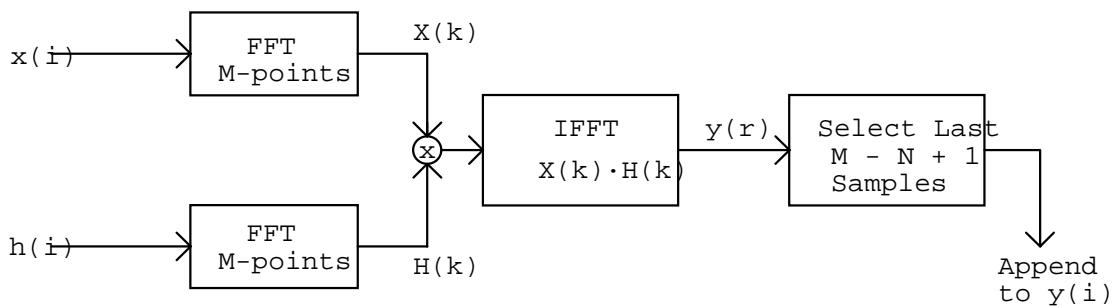 x(i)
FFT
M-points
X(k)
x
IFFT
X(k)·H(k)
y(r)
Select Last
M - N + 1
Samples
h(i)
FFT
M-points
H(k)
Append
to y(i)